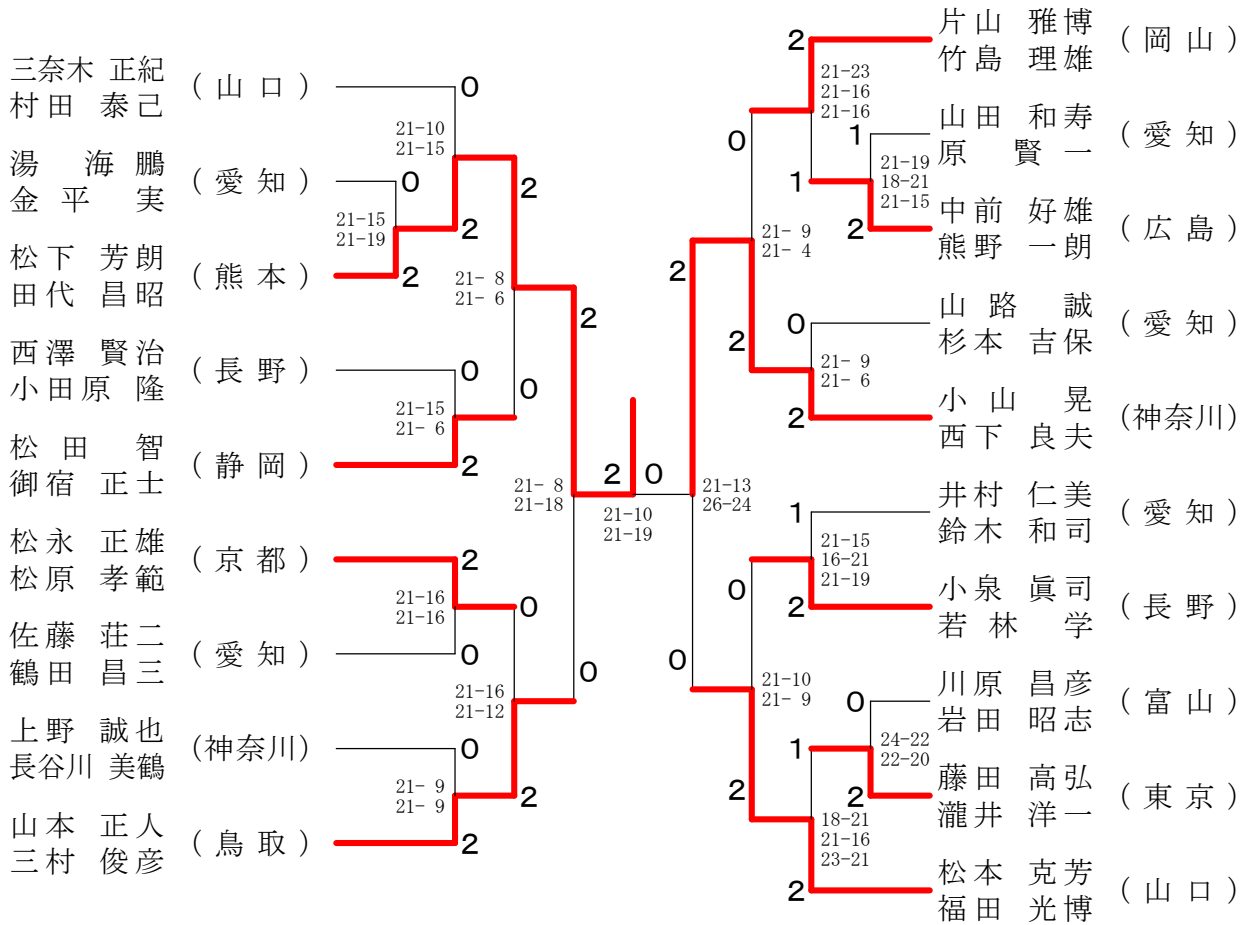 三奈木 正紀
村田 泰己
(山口)
0
21-10
21-15
湯 海鵬
金平 実
(愛知)
0
21-15
21-19
2
2
松下 芳朗
田代 昌昭
(熊本)
2
21- 8
21- 6
2
西澤 賢治
小田原 隆
(長野)
0
0
21-15
21- 6
松田 智
御宿 正士
(静岡)
2
21- 8
21-18
松永 正雄
松原 孝範
(京都)
2
21-16
21-16
0
佐藤 荘二
鶴田 昌三
(愛知)
0
0
21-16
21-12
上野 誠也
長谷川 美鶴
(神奈川)
0
21- 9
21- 9
2
山本 正人
三村 俊彦
(鳥取)
2
2
0
21-10
21-19
片山 雅博
竹島 理雄
(岡山)
2
21-23
21-16
21-16
0
山田 和寿
原 賢一
(愛知)
1
21-19
18-21
21-15
1
中前 好雄
熊野 一朗
(広島)
2
21- 9
21- 4
2
山路 誠
杉本 吉保
(愛知)
0
21- 9
21- 6
2
小山 晃
西下 良夫
(神奈川)
2
21-13
26-24
井村 仁美
鈴木 和司
(愛知)
1
21-15
16-21
21-19
0
小泉 眞司
若林 学
(長野)
2
0
21-10
21- 9
川原 昌彦
岩田 昭志
(富山)
0
24-22
22-20
1
藤田 高弘
瀧井 洋一
(東京)
2
2
18-21
21-16
23-21
松本 克芳
福田 光博
(山口)
2